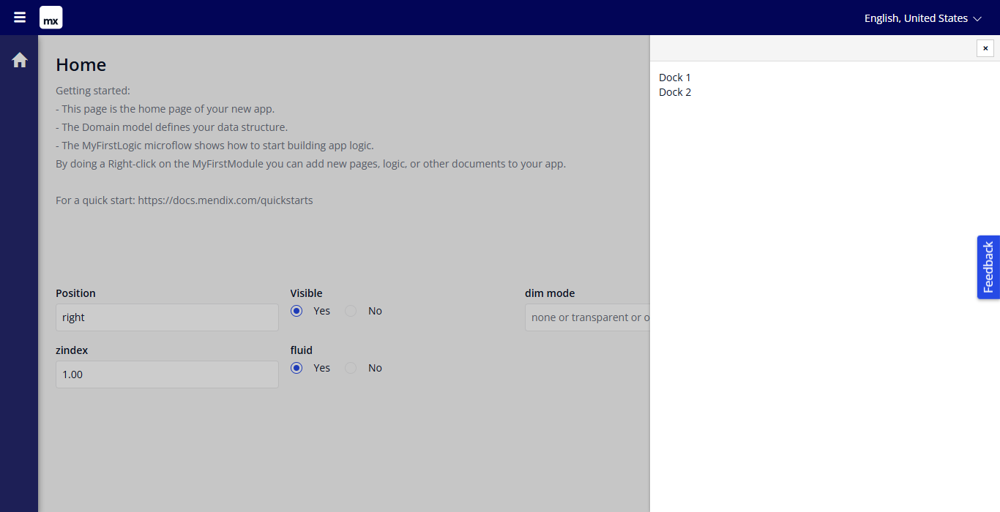 mx
English, United States
Home
Getting started:
- This page is the home page of your new app.
- The Domain model defines your data structure.
- The MyFirstLogic microflow shows how to start building app logic.
By doing a Right-click on the MyFirstModule you can add new pages, logic, or other documents to your app.
For a quick start: https://docs.mendix.com/quickstarts
Position
Visible
dim mode
right
Yes
No
none or transparent or o
zindex
fluid
1.00
Yes
No
×
Dock 1
Dock 2
Feedback